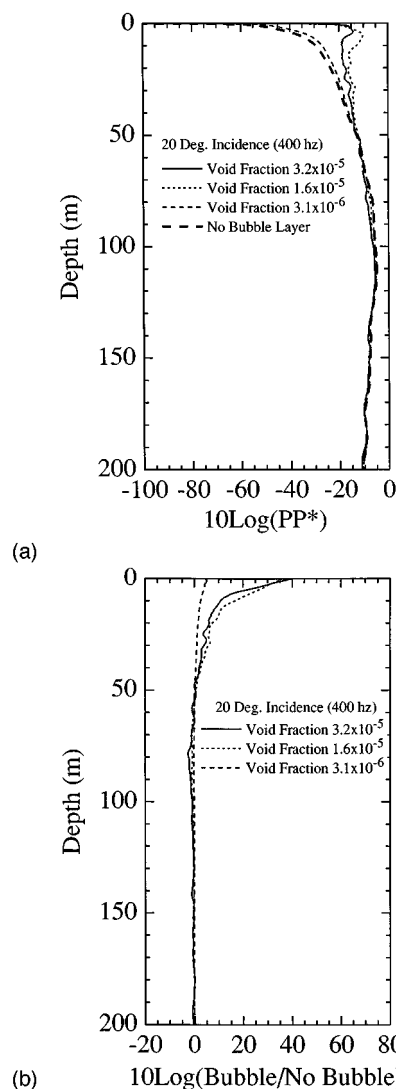 0
50
100
150
200
Depth (m)
20 Deg. Incidence (400 hz)
Void Fraction 3.2x10-5
Void Fraction 1.6x10-5
Void Fraction 3.1x10-6
No Bubble Layer
-100 -80 -60 -40 -20 0
10Log(PP*)
(a)
0
50
100
150
200
Depth (m)
20 Deg. Incidence (400 hz)
Void Fraction 3.2x10-5
Void Fraction 1.6x10-5
Void Fraction 3.1x10-6
-20 0 20 40 60 80
10Log(Bubble/No Bubble)
(b)